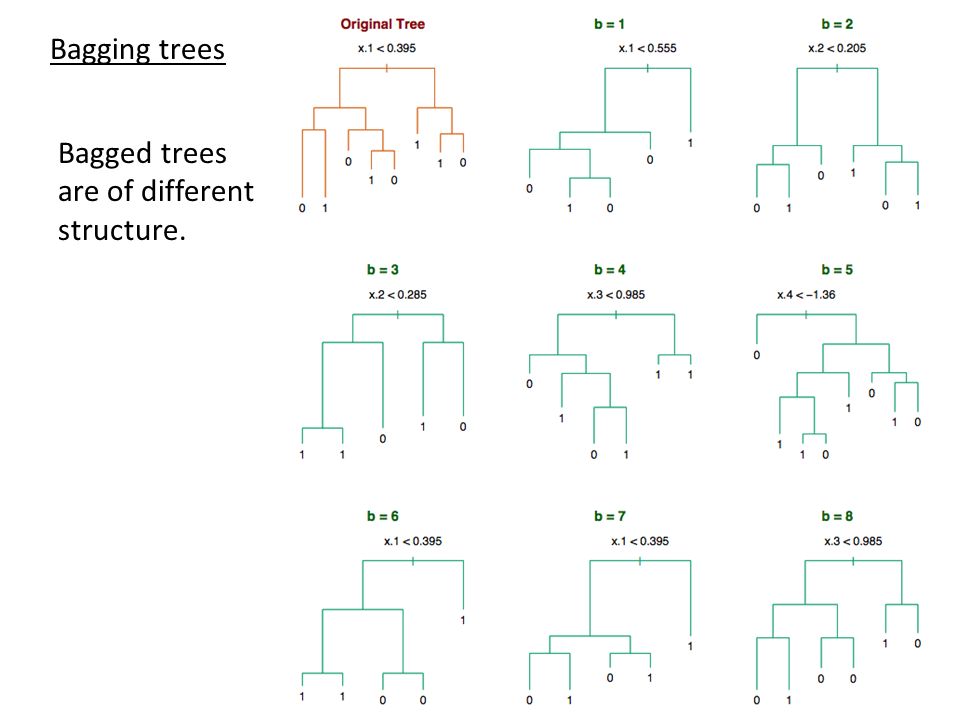 Bagging trees
Bagged trees
are of different
structure.
Original Tree
x.1 < 0.395
0 1 0 1 0 1 1 0
b = 1
x.1 < 0.555
0 1 0 0 1
b = 2
x.2 < 0.205
0 1 0 1 0 1
b = 3
x.2 < 0.285
1 1 0 1 0
b = 4
x.3 < 0.985
0 1 0 1 1 1
b = 5
x.4 < −1.36
0 1 1 0 1 0 1 0
b = 6
x.1 < 0.395
1 1 0 0 1
b = 7
x.1 < 0.395
0 1 0 1 1
b = 8
x.3 < 0.985
0 1 0 0 1 0